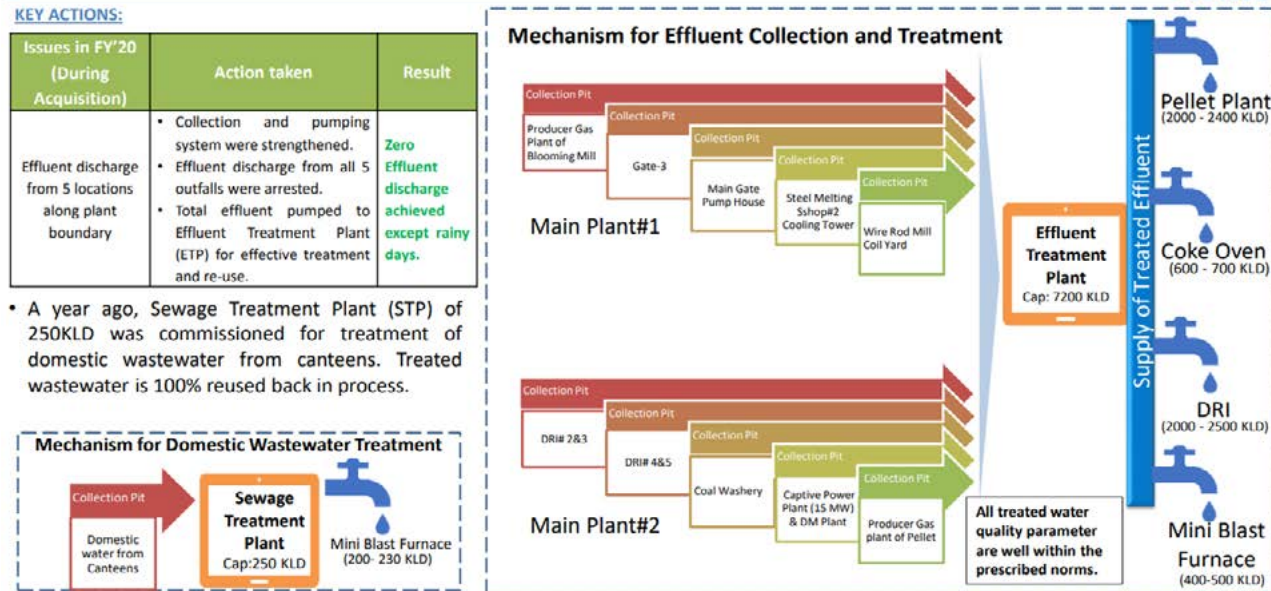 KEY ACTIONS:
Issues in FY'20
(During
Acquisition)
Action taken
Result
Effluent discharge
from 5 locations
along plant
boundary
• Collection and pumping
system were strengthened.
• Effluent discharge from all 5
outfalls were arrested.
• Total effluent pumped to
Effluent Treatment Plant
(ETP) for effective treatment
and re-use.
Zero
Effluent
discharge
achieved
except rainy
days.
• A year ago, Sewage Treatment Plant (STP) of
250KLD was commissioned for treatment of
domestic wastewater from canteens. Treated
wastewater is 100% reused back in process.
Mechanism for Domestic Wastewater Treatment
Collection Pit
Domestic
water from
Canteens
Sewage
Treatment
Plant
Cap:250 KLD
Mini Blast Furnace
(200- 230 KLD)
Mechanism for Effluent Collection and Treatment
Collection Pit
Producer Gas
Plant of
Blooming Mill
Collection Pit
Gate-3
Collection Pit
Main Gate
Pump House
Collection Pit
Steel Melting
Sshop#2
Cooling Tower
Collection Pit
Wire Rod Mill
Coil Yard
Main Plant#1
Collection Pit
DRI# 2&3
Collection Pit
DRI# 4&5
Collection Pit
Coal Washery
Collection Pit
Captive Power
Plant (15 MW)
& DM Plant
Collection Pit
Producer Gas
plant of Pellet
Main Plant#2
Effluent
Treatment
Plant
Cap: 7200 KLD
All treated water
quality parameter
are well within the
prescribed norms.
Supply of Treated Effluent
Pellet Plant
(2000 - 2400 KLD)
Coke Oven
(600 - 700 KLD)
DRI
(2000 - 2500 KLD)
Mini Blast
Furnace
(400-500 KLD)